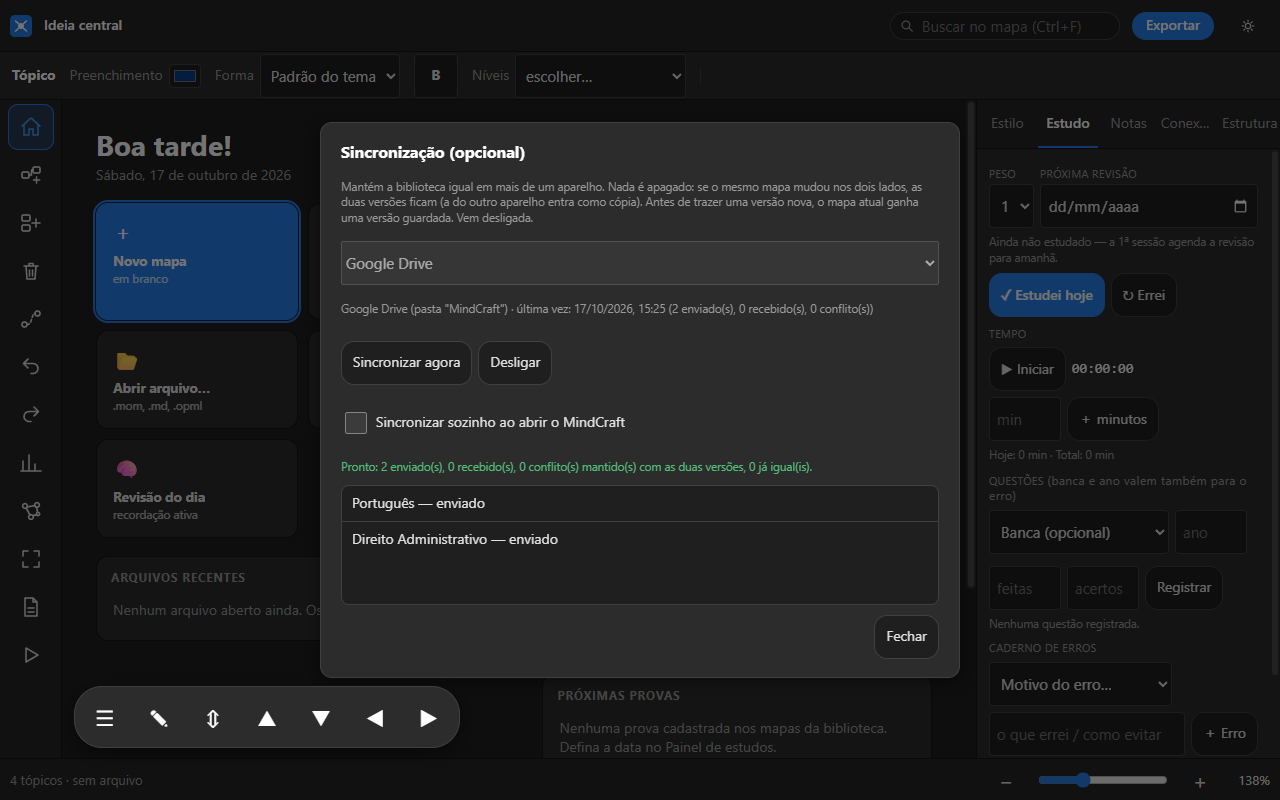 Ideia central
Buscar no mapa (Ctrl+F)
Exportar
Tópico
Preenchimento
Forma
Padrão do tema
B
Níveis
escolher...
Boa tarde!
Sábado, 17 de outubro de 2026
+
Novo mapa
em branco
Abrir arquivo...
.mom, .md, .opml
Revisão do dia
recordação ativa
ARQUIVOS RECENTES
Nenhum arquivo aberto ainda. Os
Sincronização (opcional)
Mantém a biblioteca igual em mais de um aparelho. Nada é apagado: se o mesmo mapa mudou nos dois lados, as
duas versões ficam (a do outro aparelho entra como cópia). Antes de trazer uma versão nova, o mapa atual ganha
uma versão guardada. Vem desligada.
Google Drive
Google Drive (pasta "MindCraft") · última vez: 17/10/2026, 15:25 (2 enviado(s), 0 recebido(s), 0 conflito(s))
Sincronizar agora
Desligar
Sincronizar sozinho ao abrir o MindCraft
Pronto: 2 enviado(s), 0 recebido(s), 0 conflito(s) mantido(s) com as duas versões, 0 já igual(is).
Português — enviado
Direito Administrativo — enviado
Fechar
PRÓXIMAS PROVAS
Nenhuma prova cadastrada nos mapas da biblioteca.
Defina a data no Painel de estudos.
Estilo
Estudo
Notas
Conex...
Estrutura
PESO
PRÓXIMA REVISÃO
1
dd/mm/aaaa
Ainda não estudado — a 1ª sessão agenda a revisão
para amanhã.
✓ Estudei hoje
↻ Errei
TEMPO
▶ Iniciar
00:00:00
min
+ minutos
Hoje: 0 min · Total: 0 min
QUESTÕES (banca e ano valem também para o
erro)
Banca (opcional)
ano
feitas
acertos
Registrar
Nenhuma questão registrada.
CADERNO DE ERROS
Motivo do erro...
o que errei / como evitar
+ Erro
4 tópicos · sem arquivo
−
+
138%